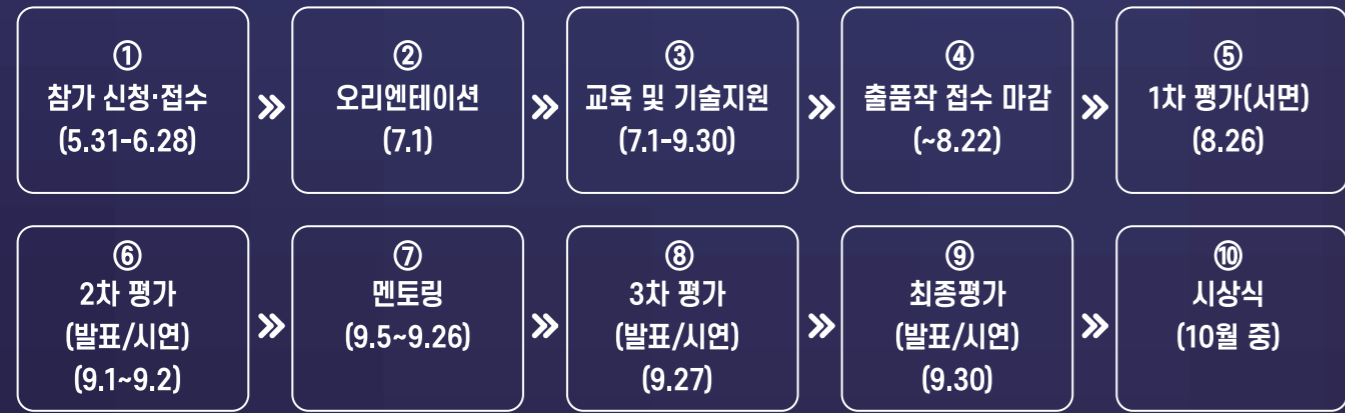 ①
참가 신청·접수
(5.31-6.28)
»
②
오리엔테이션
(7.1)
»
③
교육 및 기술지원
(7.1-9.30)
»
④
출품작 접수 마감
(~8.22)
»
⑤
1차 평가(서면)
(8.26)
⑥
2차 평가
(발표/시연)
(9.1~9.2)
»
⑦
멘토링
(9.5~9.26)
»
⑧
3차 평가
(발표/시연)
(9.27)
»
⑨
최종평가
(발표/시연)
(9.30)
»
⑩
시상식
(10월 중)